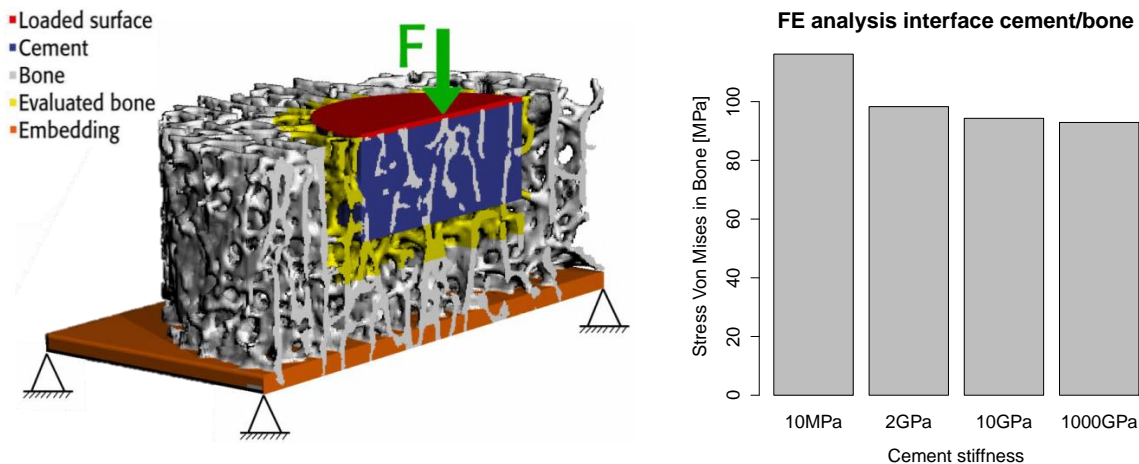 Loaded surface
Cement
Bone
Evaluated bone
Embedding
F
FE analysis interface cement/bone
Stress Von Mises in Bone [MPa]
100
80
60
40
20
0
10MPa 2GPa 10GPa 1000GPa
Cement stiffness